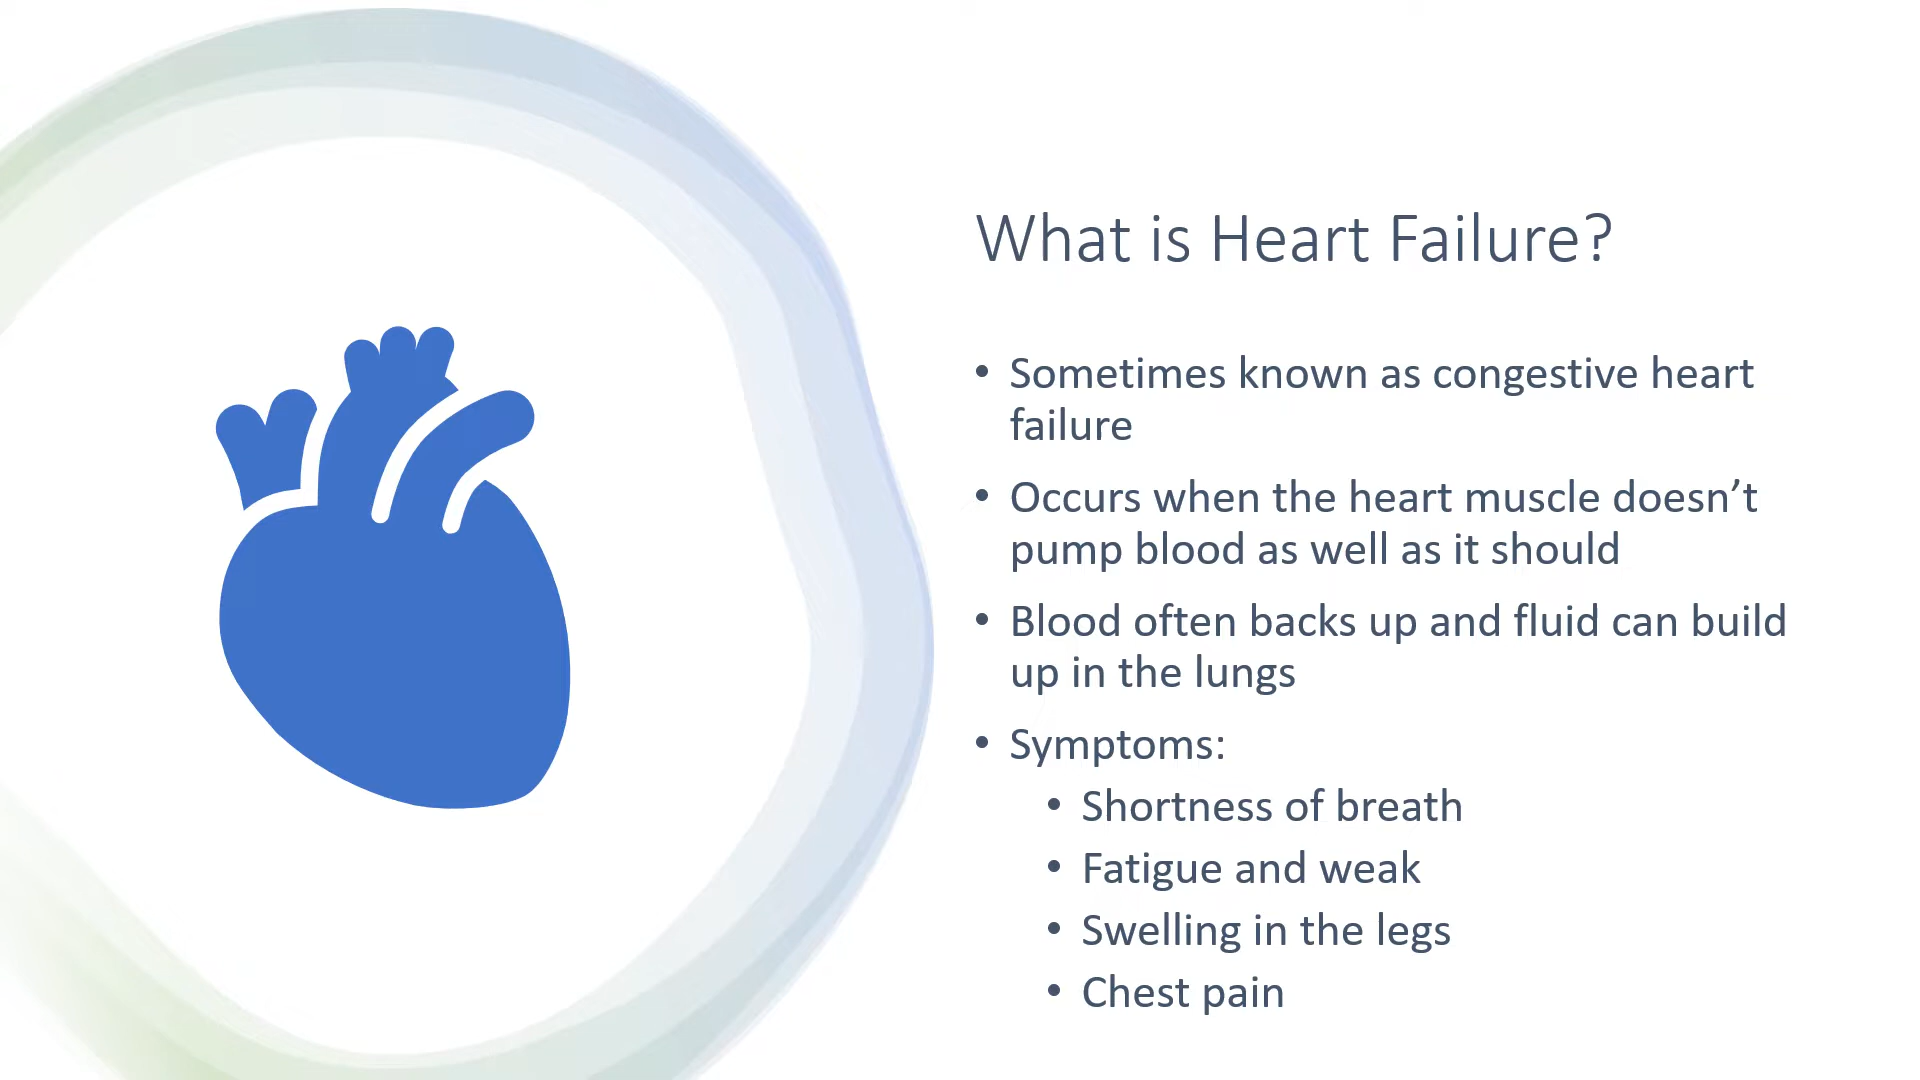 What is Heart Failure?
• Sometimes known as congestive heart
failure
• Occurs when the heart muscle doesn’t
pump blood as well as it should
• Blood often backs up and fluid can build
up in the lungs
• Symptoms:
• Shortness of breath
• Fatigue and weak
• Swelling in the legs
• Chest pain